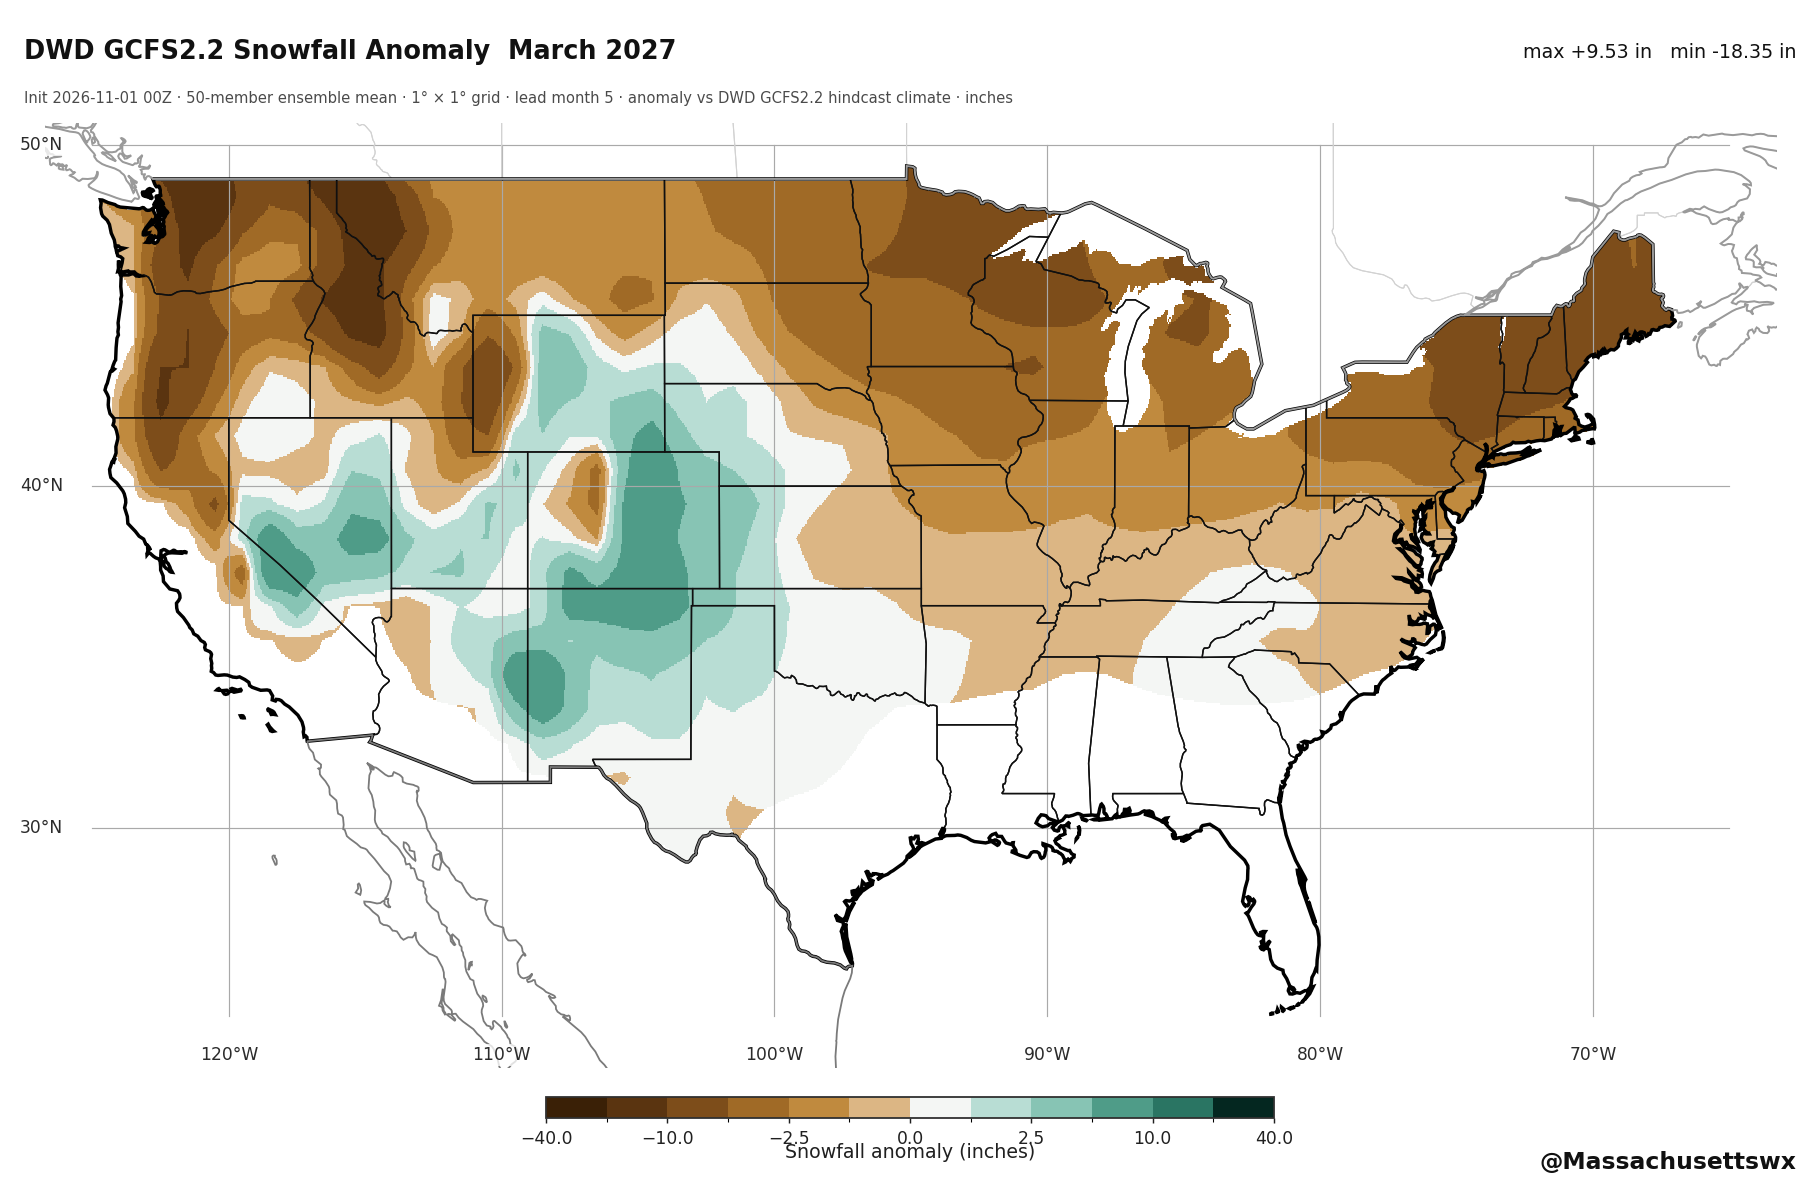 DWD GCFS2.2 Snowfall Anomaly  March 2027
max +9.53 in   min -18.35 in
Init 2026-11-01 00Z · 50-member ensemble mean · 1° × 1° grid · lead month 5 · anomaly vs DWD GCFS2.2 hindcast climate · inches
50°N
40°N
30°N
120°W 110°W 100°W 90°W 80°W 70°W
−40.0 −10.0 −2.5 0.0 2.5 10.0 40.0
Snowfall anomaly (inches)
@Massachusettswx